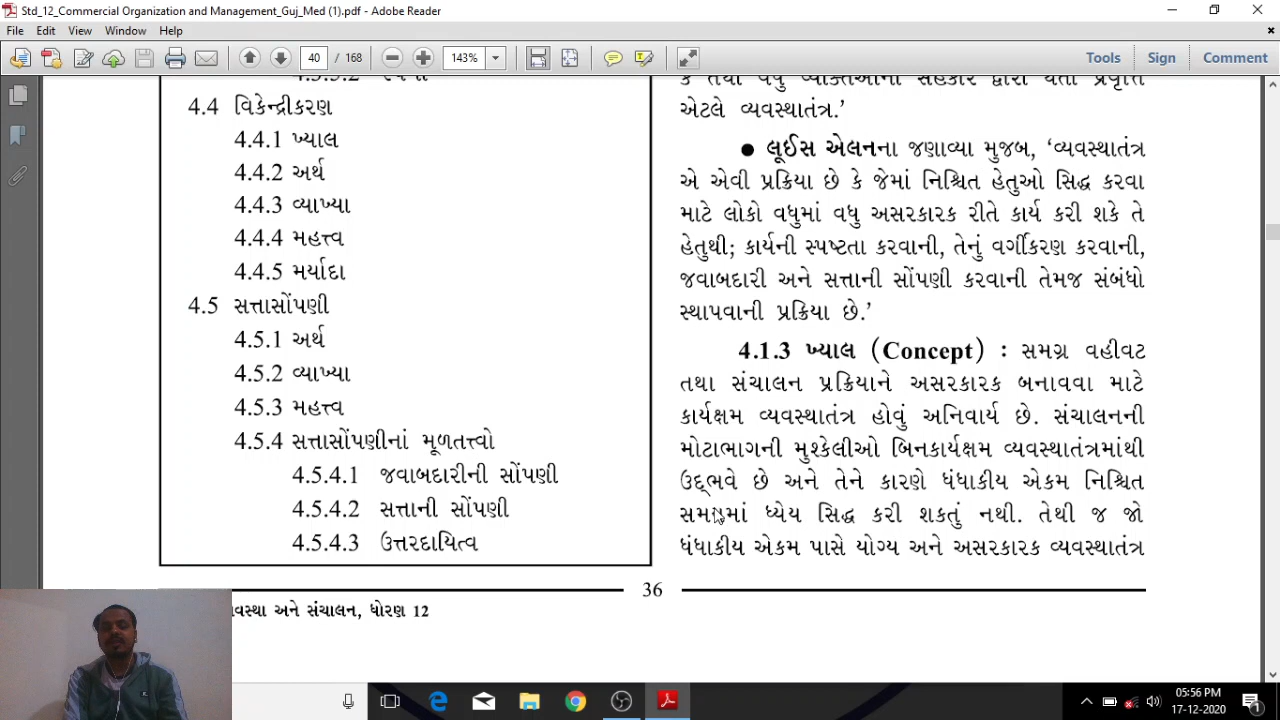 Std_12_Commercial Organization and Management_Guj_Med (1).pdf - Adobe Reader
File Edit View Window Help
40 / 168 143% Tools Sign Comment
4.4 વિકેન્દ્રીકરણ
4.4.1 ખ્યાલ
4.4.2 અર્થ
4.4.3 વ્યાખ્યા
4.4.4 મહત્ત્વ
4.4.5 મર્યાદા
4.5 સત્તાસોંપણી
4.5.1 અર્થ
4.5.2 વ્યાખ્યા
4.5.3 મહત્ત્વ
4.5.4 સત્તાસોંપણીનાં મૂળતત્ત્વો
4.5.4.1 જવાબદારીની સોંપણી
4.5.4.2 સત્તાની સોંપણી
4.5.4.3 ઉત્તરદાયિત્વ
કે તથા વધુ વ્યક્તિઓના સહકાર દ્વારા થતી પ્રવૃત્તિ
એટલે વ્યવસ્થાતંત્ર.’
● લૂઈસ એલનના જણાવ્યા મુજબ, ‘વ્યવસ્થાતંત્ર
એ એવી પ્રક્રિયા છે કે જેમાં નિશ્ચિત હેતુઓ સિદ્ધ કરવા
માટે લોકો વધુમાં વધુ અસરકારક રીતે કાર્ય કરી શકે તે
હેતુથી; કાર્યની સ્પષ્ટતા કરવાની, તેનું વર્ગીકરણ કરવાની,
જવાબદારી અને સત્તાની સોંપણી કરવાની તેમજ સંબંધો
સ્થાપવાની પ્રક્રિયા છે.’
4.1.3 ખ્યાલ (Concept) : સમગ્ર વહીવટ
તથા સંચાલન પ્રક્રિયાને અસરકારક બનાવવા માટે
કાર્યક્ષમ વ્યવસ્થાતંત્ર હોવું અનિવાર્ય છે. સંચાલનની
મોટાભાગની મુશ્કેલીઓ બિનકાર્યક્ષમ વ્યવસ્થાતંત્રમાંથી
ઉદ્‌ભવે છે અને તેને કારણે ધંધાકીય એકમ નિશ્ચિત
સમયમાં ધ્યેય સિદ્ધ કરી શકતું નથી. તેથી જ જો
ધંધાકીય એકમ પાસે યોગ્ય અને અસરકારક વ્યવસ્થાતંત્ર
36
અને સંચાલન, ધોરણ 12
05:56 PM
17-12-2020